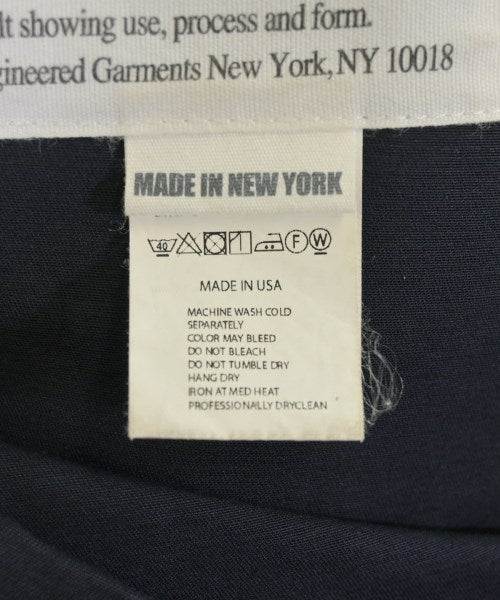 lt showing use, process and form.
gineered Garments New York, NY 10018
MADE IN NEW YORK
40
F
W
MADE IN USA
MACHINE WASH COLD
SEPARATELY
COLOR MAY BLEED
DO NOT BLEACH
DO NOT TUMBLE DRY
HANG DRY
IRON AT MED HEAT
PROFESSIONALLY DRYCLEAN